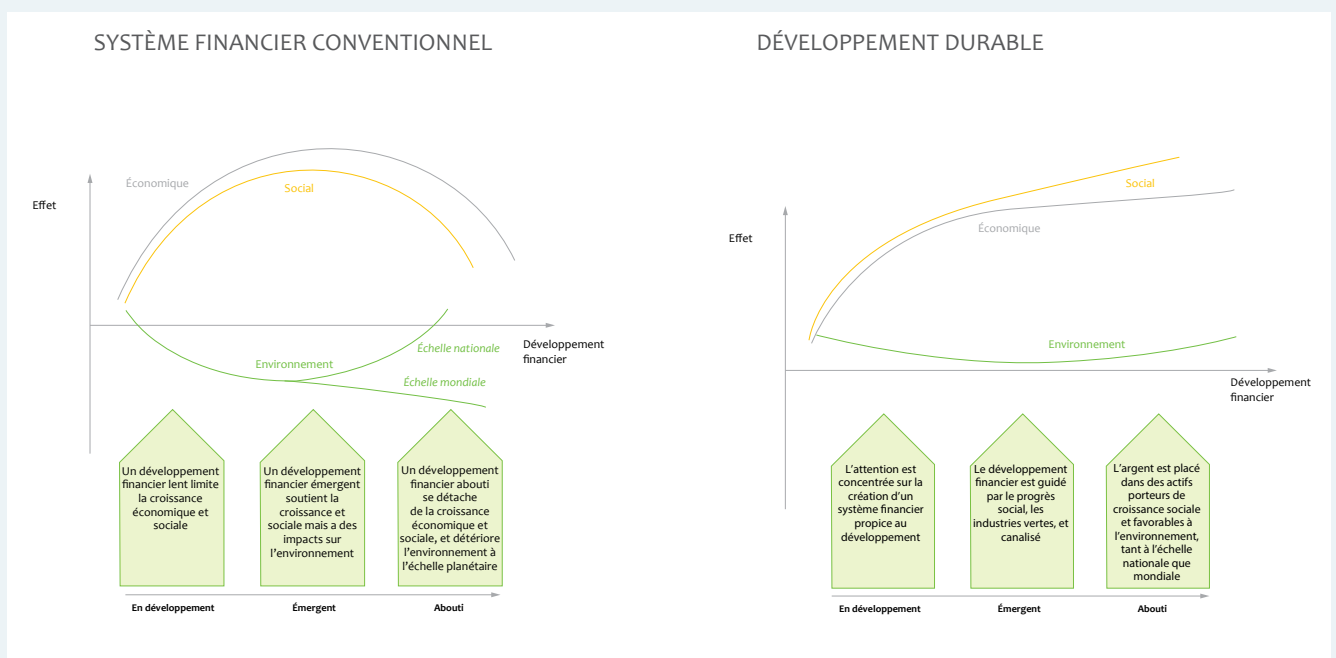 SYSTÈME FINANCIER CONVENTIONNEL
Économique
Social
Effet
Environnement
Échelle nationale
Échelle mondiale
Développement
financier
Un développement
financier lent limite
la croissance
économique et
sociale
Un développement
financier émergent
soutient la
croissance et
sociale mais a des
impacts sur
l’environnement
Un développement
financier abouti
se détache
de la croissance
économique et
sociale, et détériore
l’environnement à
l’échelle planétaire
En développement
Émergent
Abouti
DÉVELOPPEMENT DURABLE
Social
Économique
Effet
Environnement
Développement
financier
L’attention est
concentrée sur la
création d’un
système financier
propice au
développement
Le développement
financier est guidé
par le progrès
social, les
industries vertes, et
canalisé
L’argent est placé
dans des actifs
porteurs de
croissance sociale
et favorables à
l’environnement,
tant à l’échelle
nationale que
mondiale
En développement
Émergent
Abouti